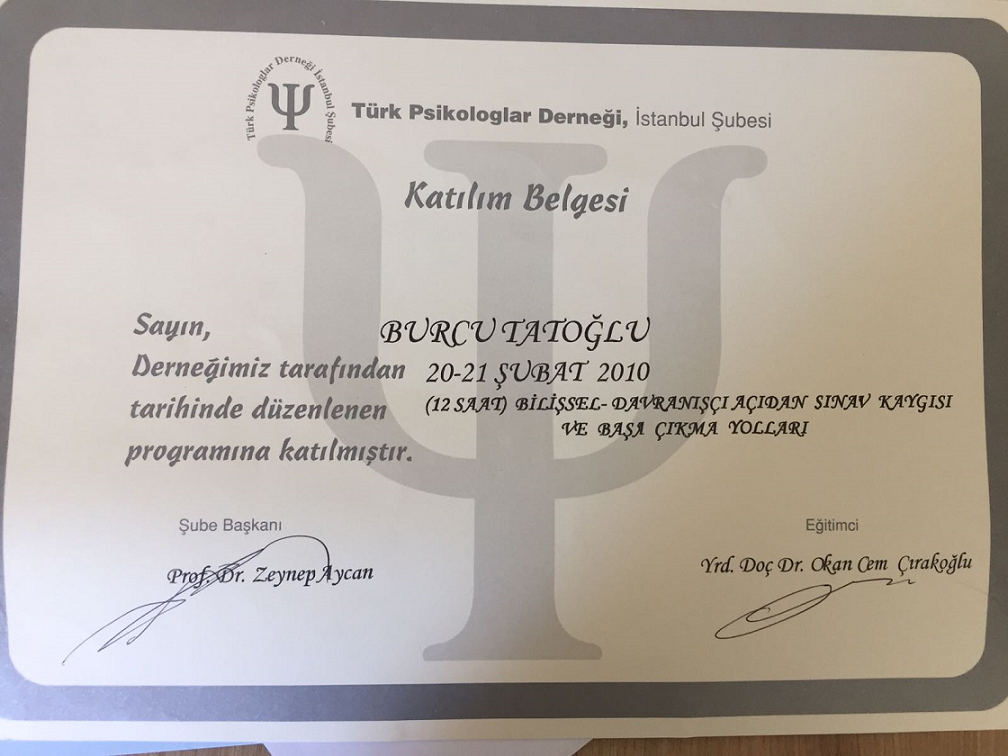 Türk Psikologlar Derneği İstanbul Şubesi
Türk Psikologlar Derneği, İstanbul Şubesi
Katılım Belgesi
Sayın, BURCU TATOĞLU
Derneğimiz tarafından 20-21 ŞUBAT 2010
tarihinde düzenlenen (12 SAAT) BİLİŞSEL- DAVRANIŞÇI AÇIDAN SINAV KAYGISI
VE BAŞA ÇIKMA YOLLARI
programına katılmıştır.
Şube Başkanı
Eğitimci
Prof. Dr. Zeynep Aycan
Yrd. Doç Dr. Okan Cem Çırakoğlu